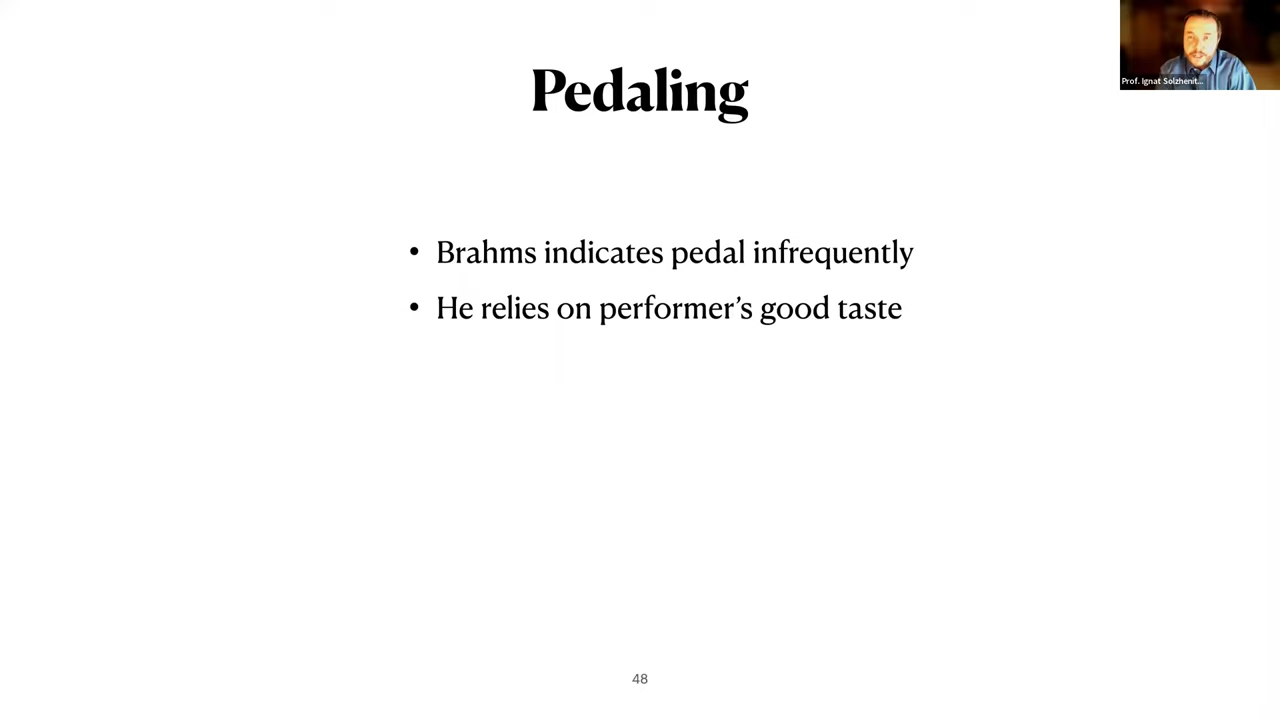 Pedaling
Prof. Ignat Solzhenit...
• Brahms indicates pedal infrequently
• He relies on performer’s good taste
48